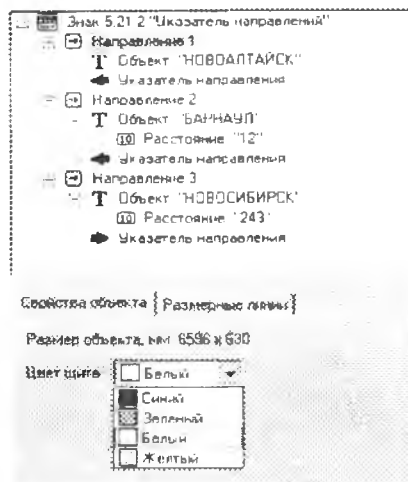 Знак 5.21.2 "Указатель направлений"
Направление 1
T Объект "НОВОАЛТАЙСК"
Указатель направления
Направление 2
T Объект "БАРНАУЛ"
10 Расстояние "12"
Указатель направления
Направление 3
T Объект "НОВОСИБИРСК"
10 Расстояние "243"
Указатель направления
Свойства объекта Размерные линии
Размер объекта, мм 6596 x 630
Цвет щита Белый
Синий
Зеленый
Белый
Желтый